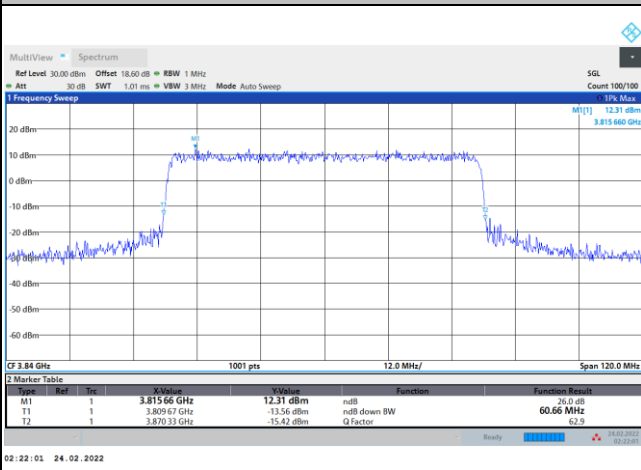 MultiView Spectrum
Ref Level 30.00 dBm Offset 18.60 dB RBW 1 MHz SGL
Att 30 dB SWT 1.01 ms VBW 3 MHz Mode Auto Sweep Count 100/100
1 Frequency Sweep 1Pk Max
M1[1] 12.31 dBm
3.815 660 GHz
20 dBm
M1
10 dBm
0 dBm
-10 dBm
T1 T2
-20 dBm
-30 dBm
-40 dBm
-50 dBm
-60 dBm
CF 3.84 GHz 1001 pts 12.0 MHz/ Span 120.0 MHz
2 Marker Table
Type Ref Trc X-Value Y-Value Function Function Result
M1 1 3.815 66 GHz 12.31 dBm ndB 26.0 dB
T1 1 3.809 67 GHz -13.56 dBm ndB down BW 60.66 MHz
T2 1 3.870 33 GHz -15.42 dBm Q Factor 62.9
Ready 24.02.2022
02:22:01
02:22:01 24.02.2022